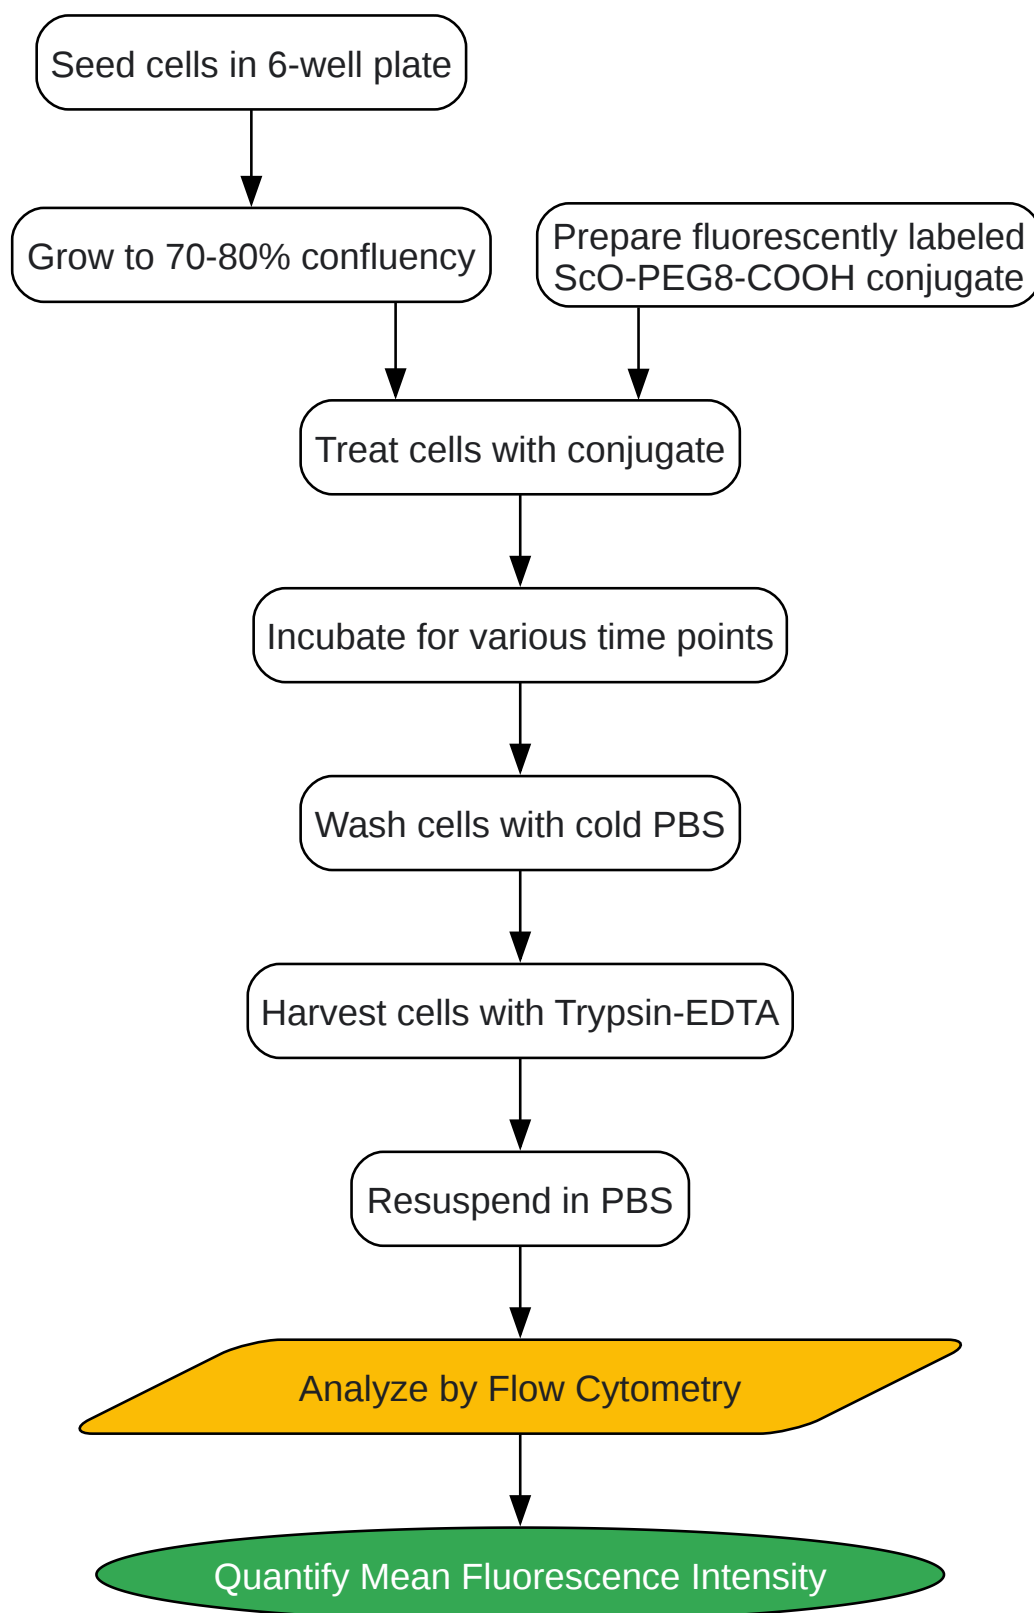 Seed cells in 6-well plate
Grow to 70-80% confluency
Prepare fluorescently labeled
ScO-PEG8-COOH conjugate
Treat cells with conjugate
Incubate for various time points
Wash cells with cold PBS
Harvest cells with Trypsin-EDTA
Resuspend in PBS
Analyze by Flow Cytometry
Quantify Mean Fluorescence Intensity